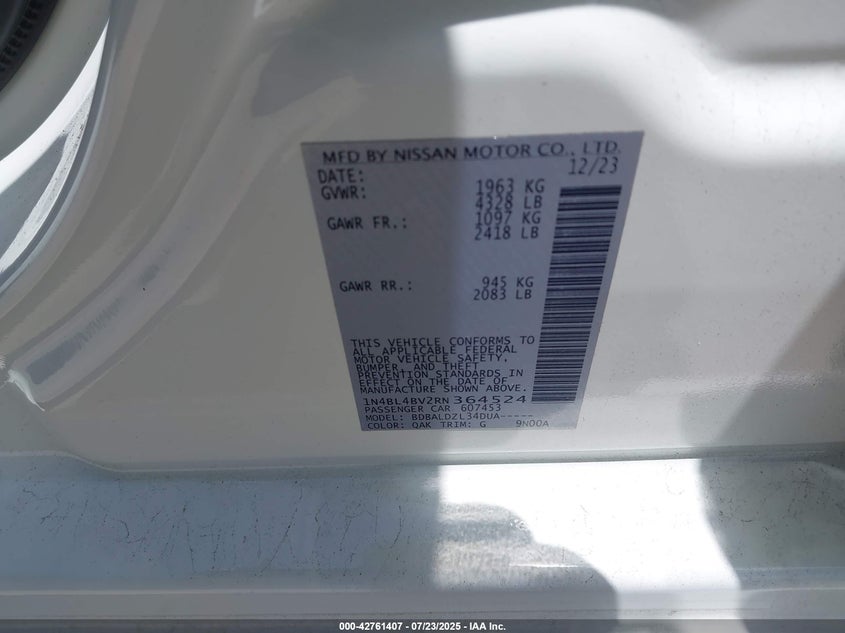 MFD BY NISSAN MOTOR CO., LTD.
DATE: 12/23
GVWR: 1963 KG
4328 LB
GAWR FR.: 1097 KG
2418 LB
GAWR RR.: 945 KG
2083 LB
THIS VEHICLE CONFORMS TO
ALL APPLICABLE FEDERAL
MOTOR VEHICLE SAFETY,
BUMPER, AND THEFT
PREVENTION STANDARDS IN
EFFECT ON THE DATE OF
MANUFACTURE SHOWN ABOVE.
1N4BL4BV2RN364524
PASSENGER CAR 607453
MODEL: BDBALDZL34DUA-----
COLOR: QAK TRIM: G 9N00A
000-42761407 - 07/23/2025 - IAA Inc.